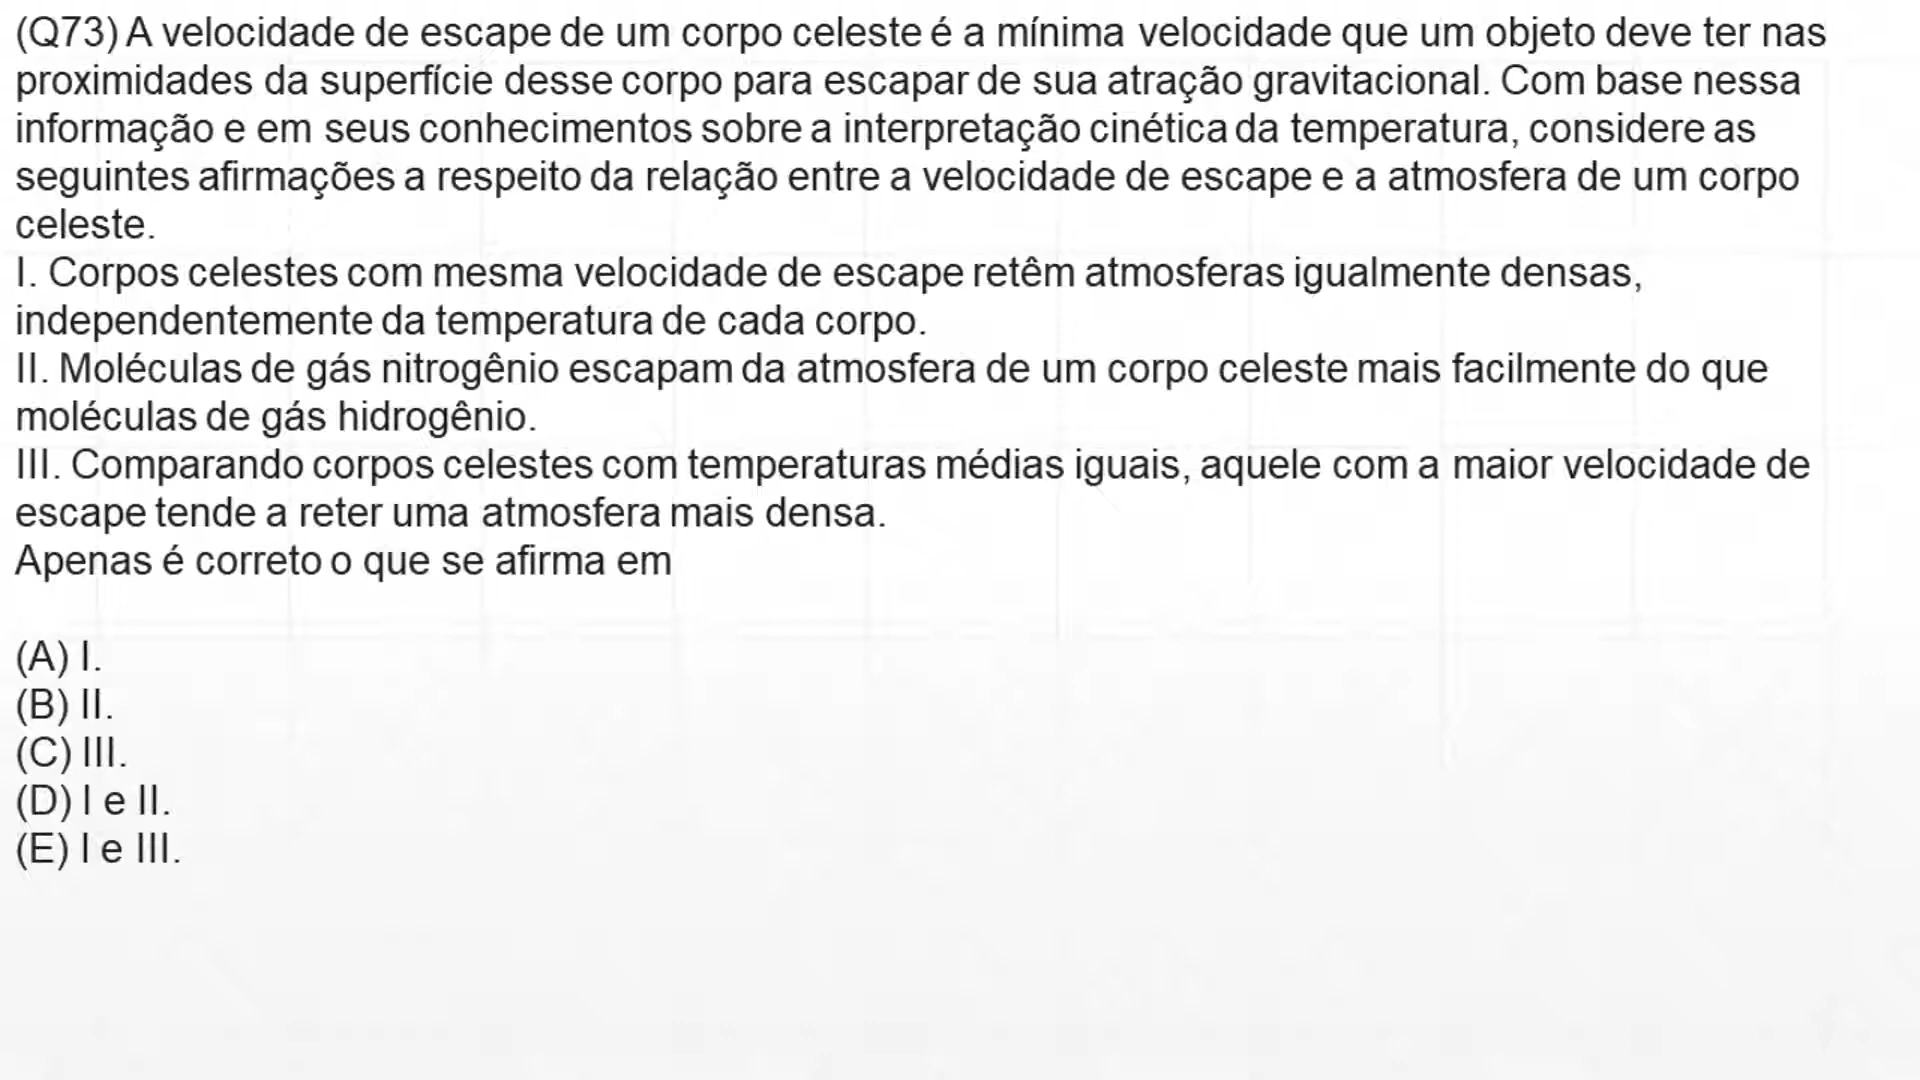 (Q73) A velocidade de escape de um corpo celeste é a mínima velocidade que um objeto deve ter nas
proximidades da superfície desse corpo para escapar de sua atração gravitacional. Com base nessa
informação e em seus conhecimentos sobre a interpretação cinética da temperatura, considere as
seguintes afirmações a respeito da relação entre a velocidade de escape e a atmosfera de um corpo
celeste.
I. Corpos celestes com mesma velocidade de escape retêm atmosferas igualmente densas,
independentemente da temperatura de cada corpo.
II. Moléculas de gás nitrogênio escapam da atmosfera de um corpo celeste mais facilmente do que
moléculas de gás hidrogênio.
III. Comparando corpos celestes com temperaturas médias iguais, aquele com a maior velocidade de
escape tende a reter uma atmosfera mais densa.
Apenas é correto o que se afirma em
(A) I.
(B) II.
(C) III.
(D) I e II.
(E) I e III.